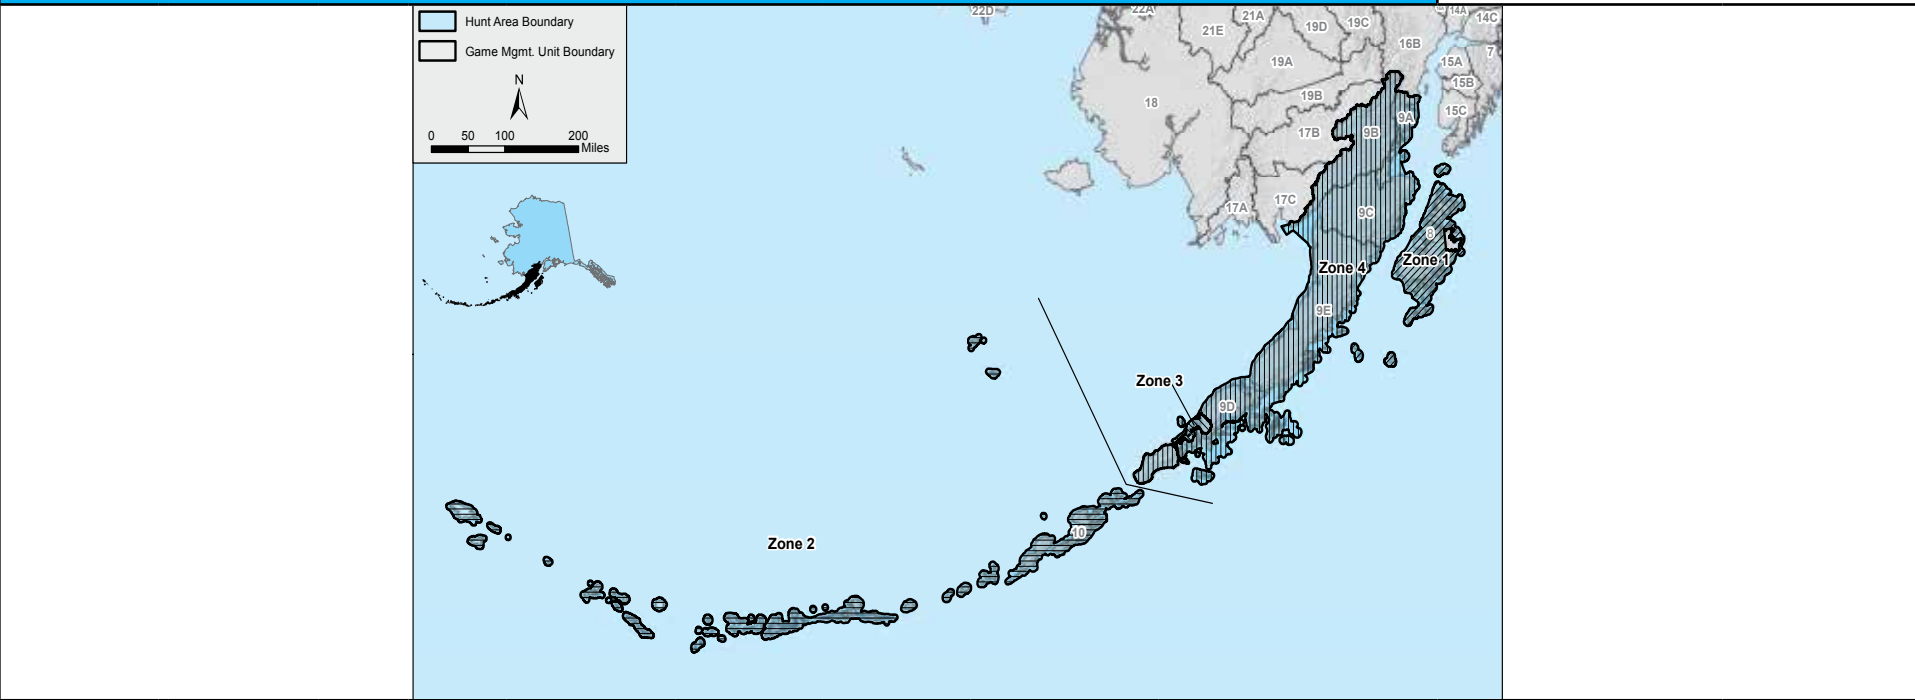 Hunt Area Boundary
Game Mgmt. Unit Boundary
N
0 50 100 200
Miles
22D
22A
21E
21A
19D
19C
16B
14A
14C
7
15A
15B
15C
19A
19B
18
17B
9B
9A
17A
17C
9C
8
Zone 1
Zone 4
9E
Zone 3
9D
10
Zone 2